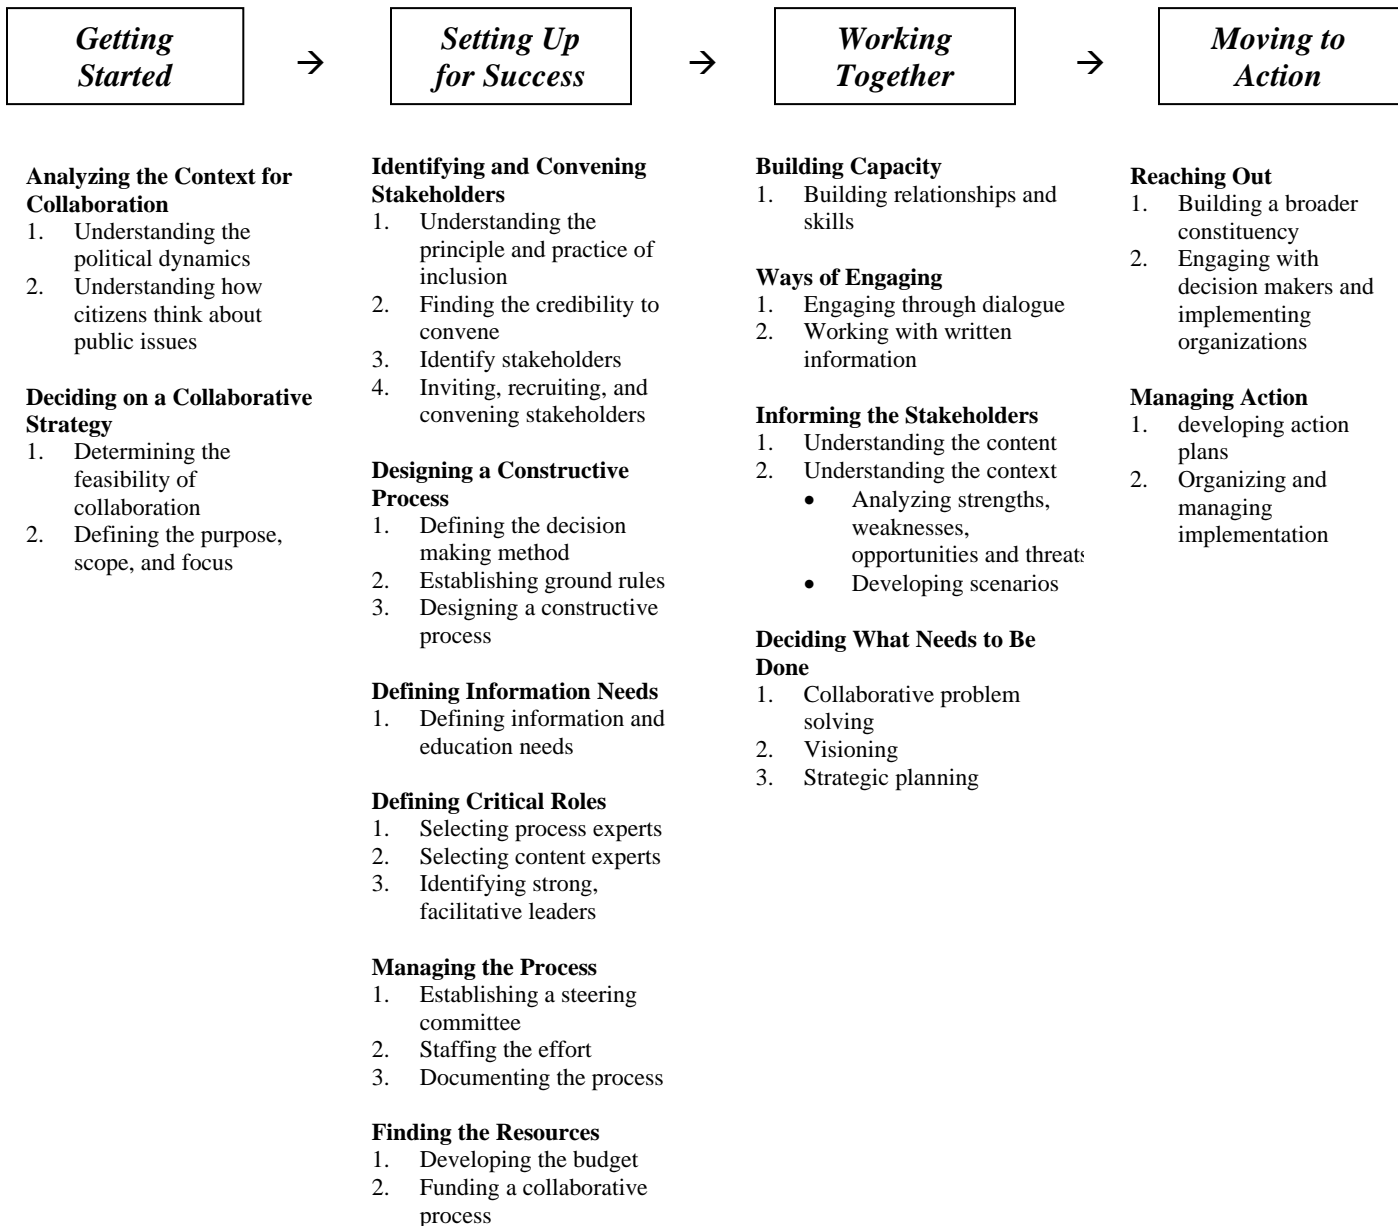 Getting
Started
→
Setting Up
for Success
→
Working
Together
→
Moving to
Action
Analyzing the Context for
Collaboration
1. Understanding the
political dynamics
2. Understanding how
citizens think about
public issues
Deciding on a Collaborative
Strategy
1. Determining the
feasibility of
collaboration
2. Defining the purpose,
scope, and focus
Identifying and Convening
Stakeholders
1. Understanding the
principle and practice of
inclusion
2. Finding the credibility to
convene
3. Identify stakeholders
4. Inviting, recruiting, and
convening stakeholders
Designing a Constructive
Process
1. Defining the decision
making method
2. Establishing ground rules
3. Designing a constructive
process
Defining Information Needs
1. Defining information and
education needs
Defining Critical Roles
1. Selecting process experts
2. Selecting content experts
3. Identifying strong,
facilitative leaders
Managing the Process
1. Establishing a steering
committee
2. Staffing the effort
3. Documenting the process
Finding the Resources
1. Developing the budget
2. Funding a collaborative
process
Building Capacity
1. Building relationships and
skills
Ways of Engaging
1. Engaging through dialogue
2. Working with written
information
Informing the Stakeholders
1. Understanding the content
2. Understanding the context
• Analyzing strengths,
weaknesses,
opportunities and threats
• Developing scenarios
Deciding What Needs to Be
Done
1. Collaborative problem
solving
2. Visioning
3. Strategic planning
Reaching Out
1. Building a broader
constituency
2. Engaging with
decision makers and
implementing
organizations
Managing Action
1. developing action
plans
2. Organizing and
managing
implementation